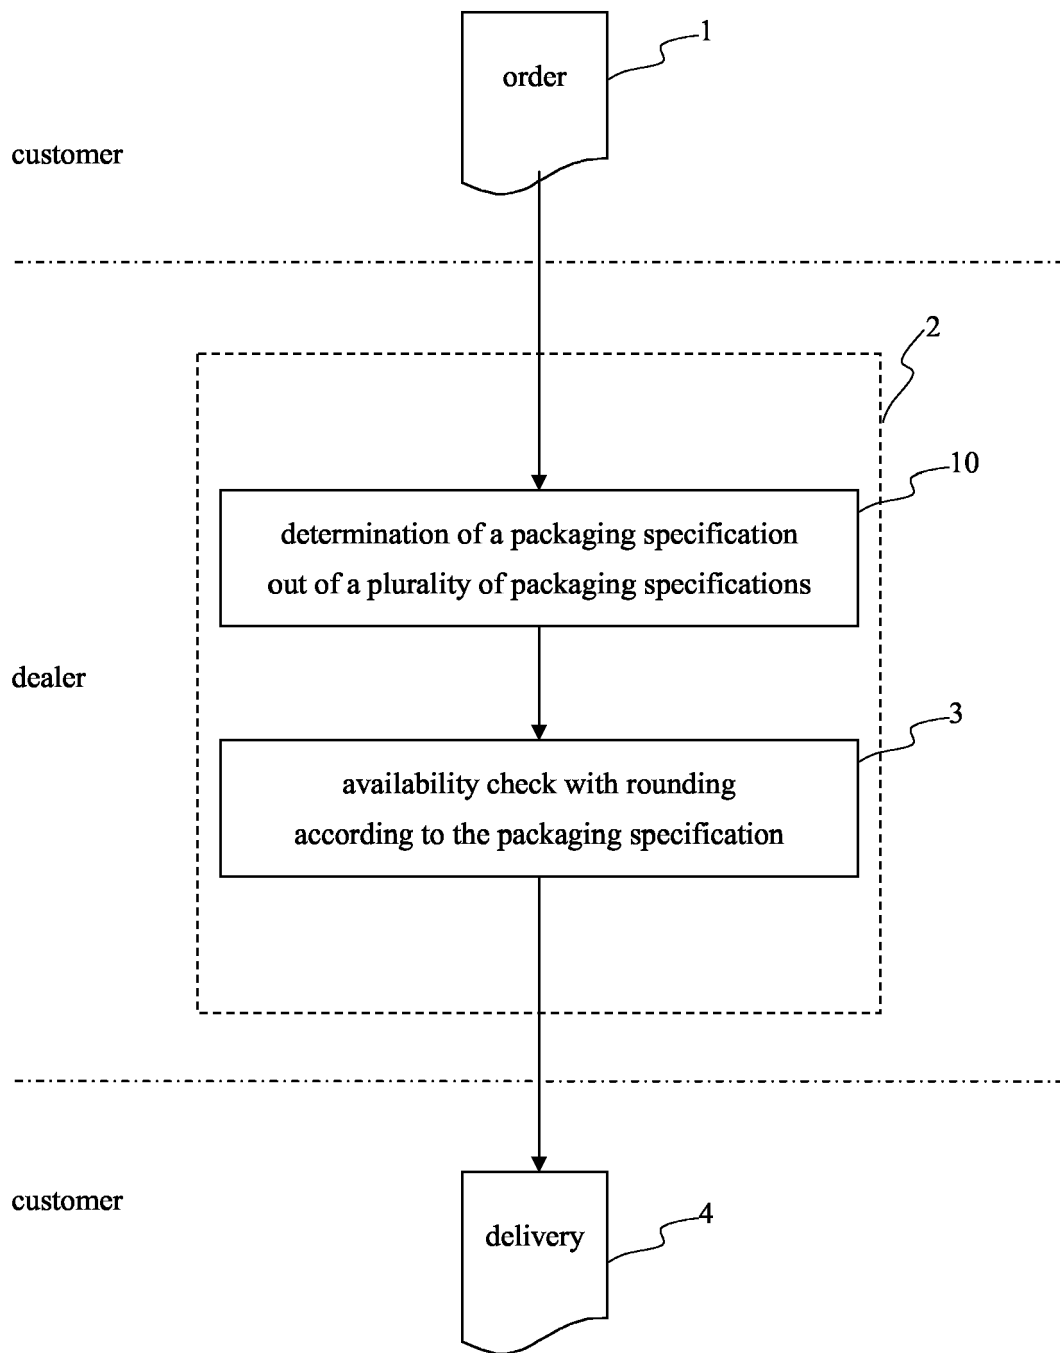 1
order
customer
2
10
determination of a packaging specification
out of a plurality of packaging specifications
dealer
3
availability check with rounding
according to the packaging specification
customer
4
delivery